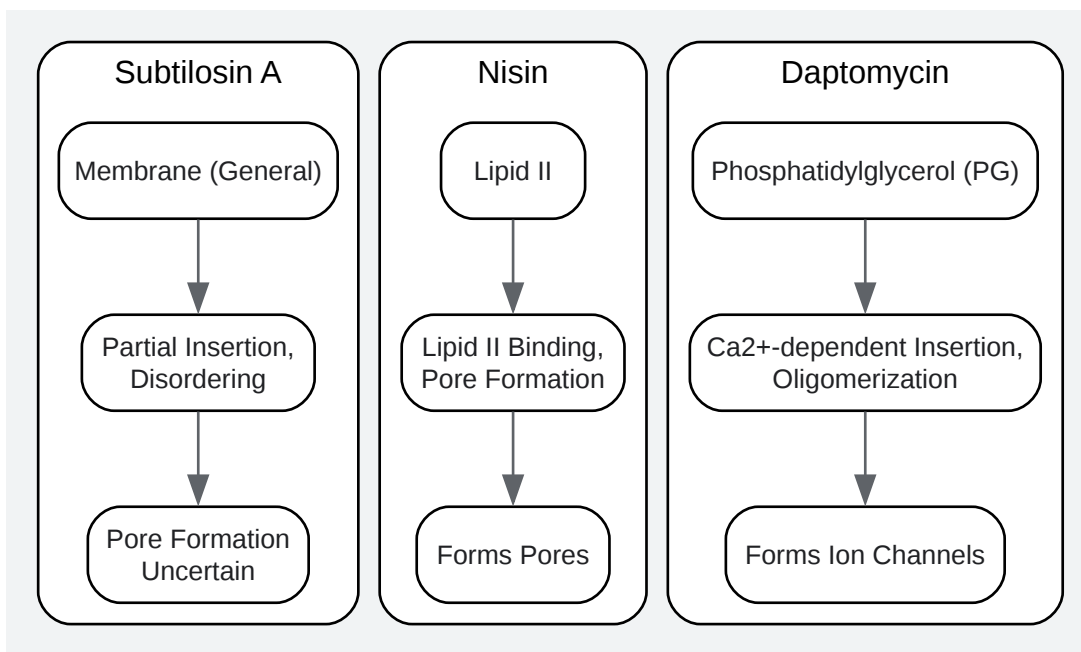 Subtilosin A
Membrane (General)
Partial Insertion,
Disordering
Pore Formation
Uncertain
Nisin
Lipid II
Lipid II Binding,
Pore Formation
Forms Pores
Daptomycin
Phosphatidylglycerol (PG)
Ca2+-dependent Insertion,
Oligomerization
Forms Ion Channels